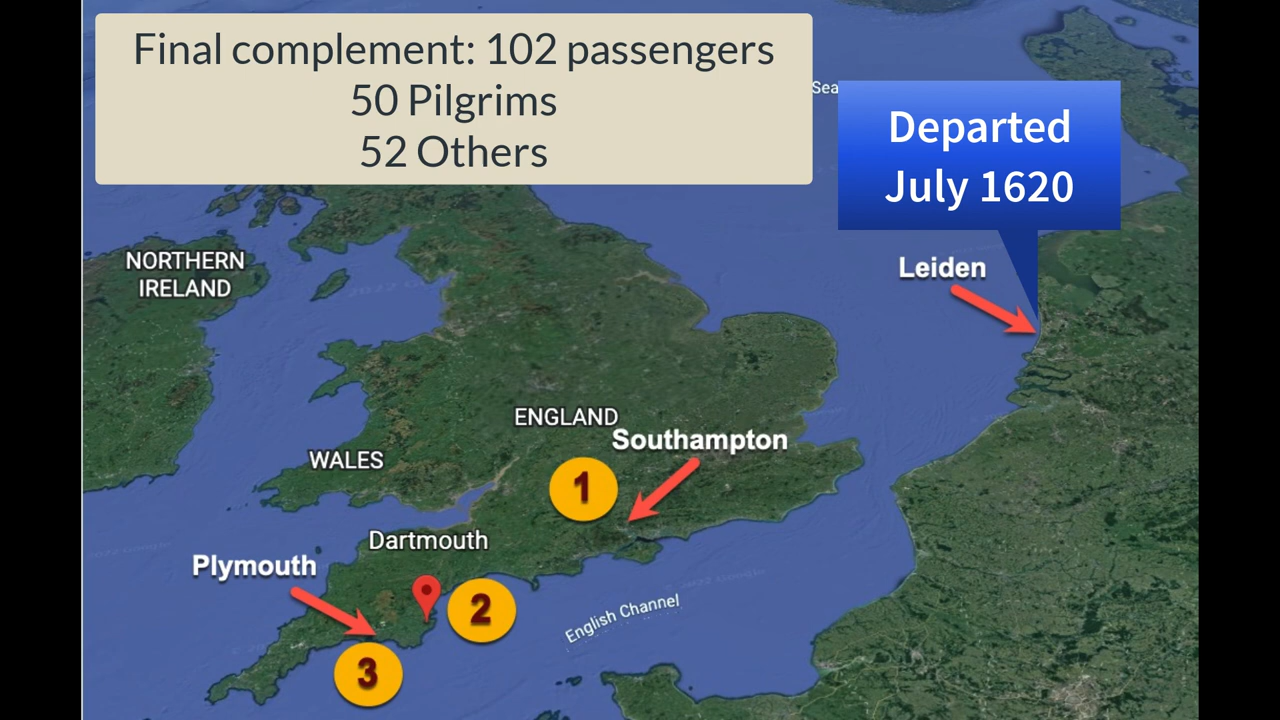 Final complement: 102 passengers
50 Pilgrims
52 Others
Sea
Departed
July 1620
NORTHERN
IRELAND
Leiden
ENGLAND
Southampton
WALES
1
Dartmouth
Plymouth
2
English Channel
3